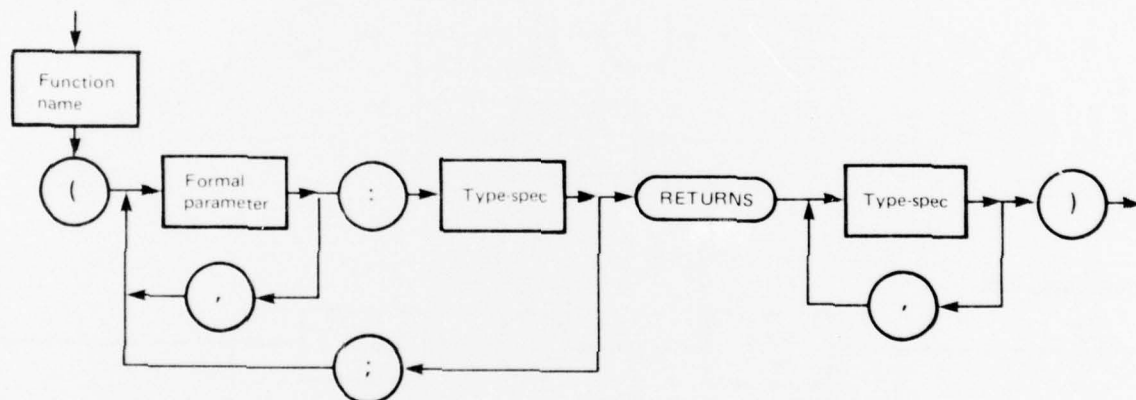 Function
name
(
Formal
parameter
:
Type-spec
RETURNS
Type-spec
)
,
,
;